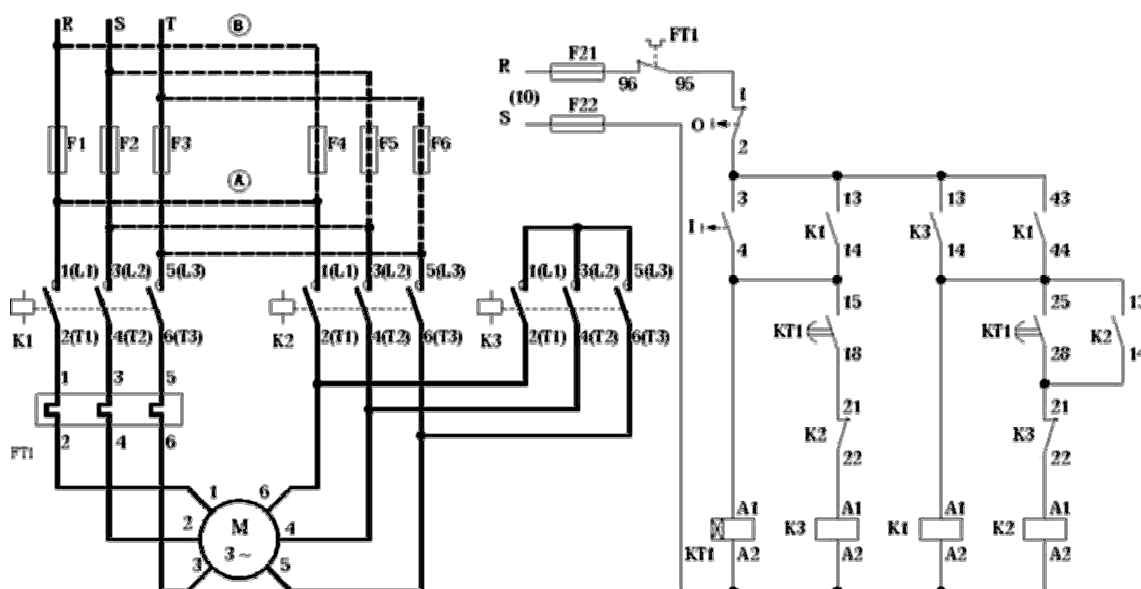 R S T B
F1 F2 F3 F4 F5 F6
A
1(L1) 3(L2) 5(L3) 1(L1) 3(L2) 5(L3) 1(L1) 3(L2) 5(L3)
K1 2(T1) 4(T2) 6(T3) K2 2(T1) 4(T2) 6(T3) K3 2(T1) 4(T2) 6(T3)
1 3 5
FT1 2 4 6
1 6
2 M 4
3 3~ 5
FT1
R F21 96 95
(10)
S F22
1
O
2
3 13 13 43
I K1 K3 K1
4 14 14 44
15 25 13
KT1 KT1 K2
18 28 14
21 21
K2 K3
22 22
A1 A1 A1 A1
KT1 K3 K1 K2
A2 A2 A2 A2